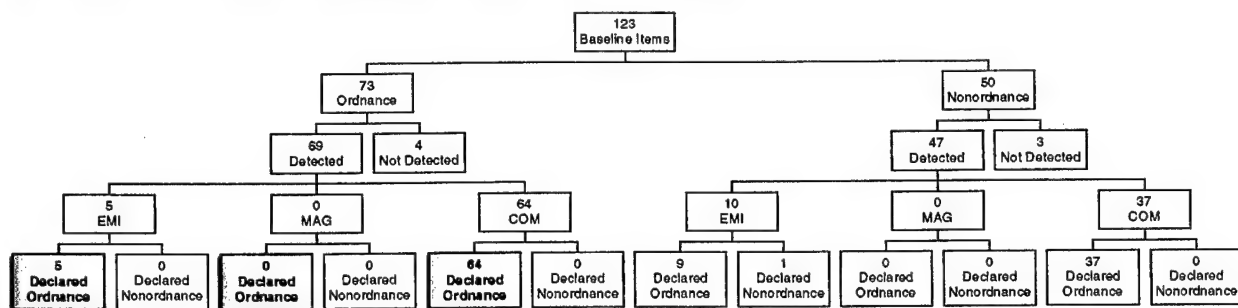 123
Baseline Items
73
Ordnance
50
Nonordnance
69
Detected
4
Not Detected
47
Detected
3
Not Detected
5
EMI
0
MAG
64
COM
10
EMI
0
MAG
37
COM
5
Declared
Ordnance
0
Declared
Nonordnance
0
Declared
Ordnance
0
Declared
Nonordnance
64
Declared
Ordnance
0
Declared
Nonordnance
9
Declared
Ordnance
1
Declared
Nonordnance
0
Declared
Ordnance
0
Declared
Nonordnance
37
Declared
Ordnance
0
Declared
Nonordnance